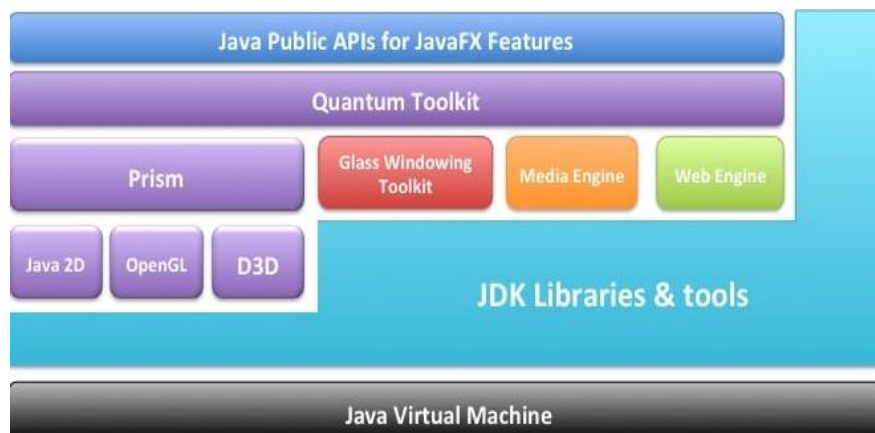 Java Public APIs for JavaFX Features
Quantum Toolkit
Prism
Glass Windowing
Toolkit
Media Engine
Web Engine
Java 2D
OpenGL
D3D
JDK Libraries & tools
Java Virtual Machine